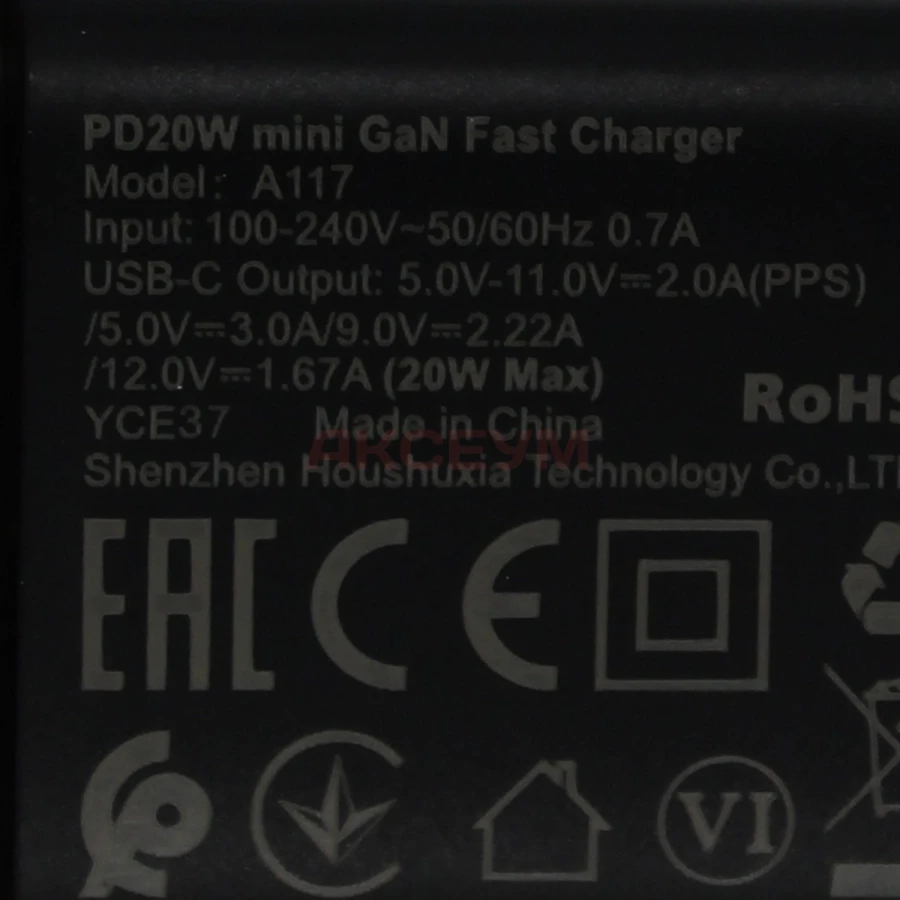 PD20W mini GaN Fast Charger
Model: A117
Input: 100-240V~50/60Hz 0.7A
USB-C Output: 5.0V-11.0V⎓2.0A(PPS)
/5.0V⎓3.0A/9.0V⎓2.22A
/12.0V⎓1.67A (20W Max)
RoHS
YCE37 Made in China
АКСЕУМ
Shenzhen Houshuxia Technology Co.,LT
EAC CE
VI